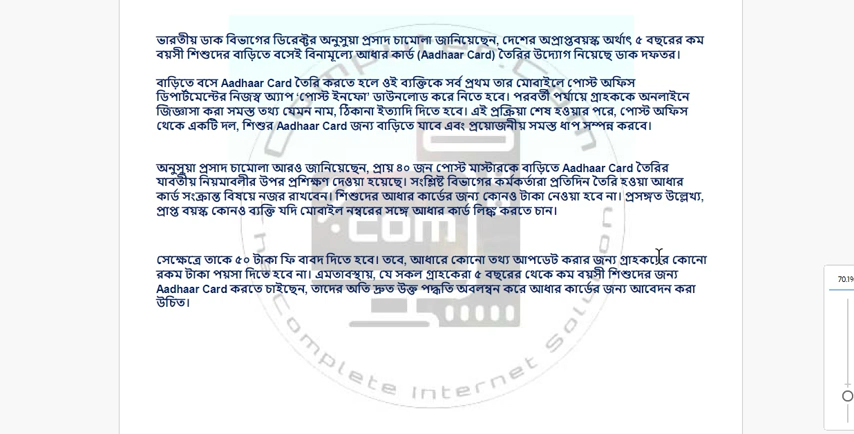 ভারতীয় ডাক বিভাগের ডিরেক্টর অনুসুয়া প্রসাদ চামোলা জানিয়েছেন, দেশের অপ্রাপ্তবয়স্ক অর্থাৎ ৫ বছরের কম
বয়সী শিশুদের বাড়িতে বসেই বিনামূল্যে আধার কার্ড (Aadhaar Card) তৈরির উদ্যোগ নিয়েছে ডাক দফতর।
বাড়িতে বসে Aadhaar Card তৈরি করতে হলে ওই ব্যক্তিকে সর্ব প্রথম তার মোবাইলে পোস্ট অফিস
ডিপার্টমেন্টের নিজস্ব অ্যাপ ‘পোস্ট ইনফো’ ডাউনলোড করে নিতে হবে। পরবর্তী পর্যায়ে গ্রাহককে অনলাইনে
জিজ্ঞাসা করা সমস্ত তথ্য যেমন নাম, ঠিকানা ইত্যাদি দিতে হবে। এই প্রক্রিয়া শেষ হওয়ার পরে, পোস্ট অফিস
থেকে একটি দল, শিশুর Aadhaar Card জন্য বাড়িতে যাবে এবং প্রয়োজনীয় সমস্ত ধাপ সম্পন্ন করবে।
অনুসুয়া প্রসাদ চামোলা আরও জানিয়েছেন, প্রায় ৪০ জন পোস্ট মাস্টারকে বাড়িতে Aadhaar Card তৈরির
যাবতীয় নিয়মাবলীর উপর প্রশিক্ষণ দেওয়া হয়েছে। সংশ্লিষ্ট বিভাগের কর্মকর্তারা প্রতিদিন তৈরি হওয়া আধার
কার্ড সংক্রান্ত বিষয়ে নজর রাখবেন। শিশুদের আধার কার্ডের জন্য কোনও টাকা নেওয়া হবে না। প্রসঙ্গত উল্লেখ্য,
প্রাপ্ত বয়স্ক কোনও ব্যক্তি যদি মোবাইল নম্বরের সঙ্গে আধার কার্ড লিঙ্ক করতে চান।
সেক্ষেত্রে তাকে ৫০ টাকা ফি বাবদ দিতে হবে। তবে, আধারে কোনো তথ্য আপডেট করার জন্য গ্রাহকদের কোনো
রকম টাকা পয়সা দিতে হবে না। এমতাবস্থায়, যে সকল গ্রাহকেরা ৫ বছরের থেকে কম বয়সী শিশুদের জন্য
Aadhaar Card করতে চাইছেন, তাদের অতি দ্রুত উক্ত পদ্ধতি অবলম্বন করে আধার কার্ডের জন্য আবেদন করা
উচিত।
Complete Internet Solution
70.19